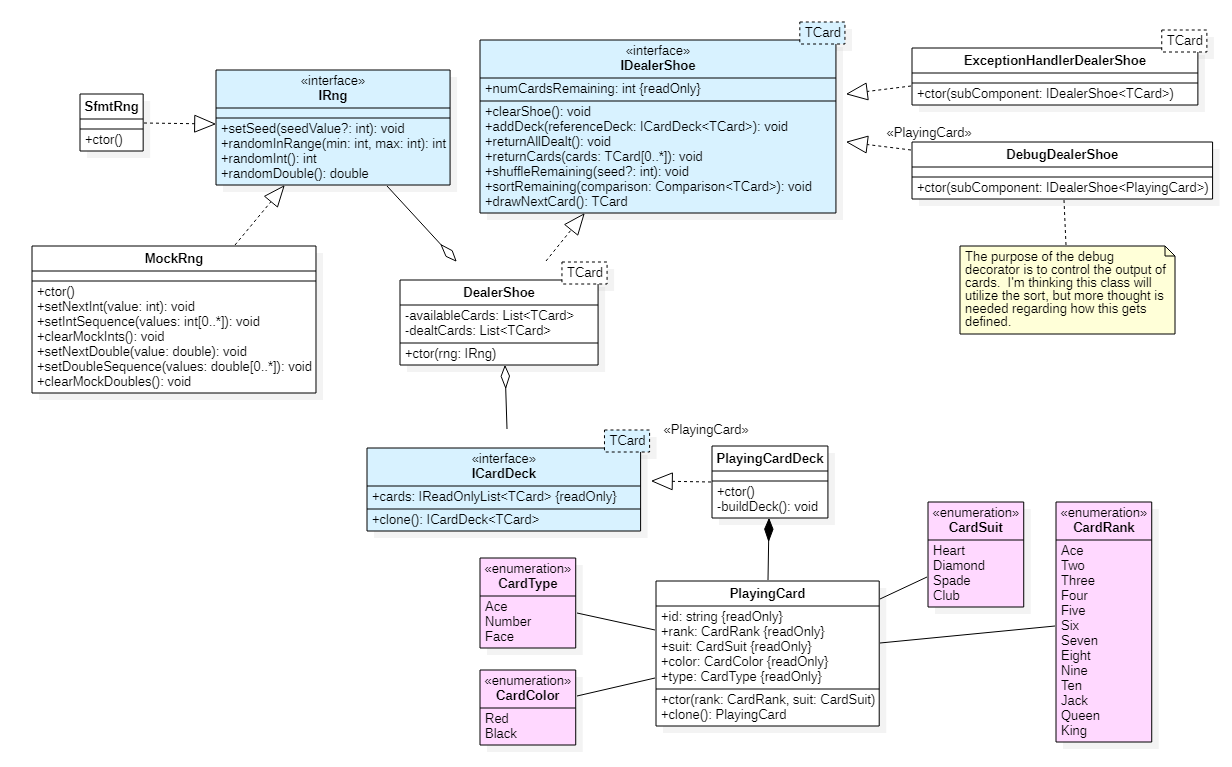 TCard
«interface»
IDealerShoe
+numCardsRemaining: int {readOnly}
+clearShoe(): void
+addDeck(referenceDeck: ICardDeck<TCard>): void
+returnAllDealt(): void
+returnCards(cards: TCard[0..*]): void
+shuffleRemaining(seed?: int): void
+sortRemaining(comparison: Comparison<TCard>): void
+drawNextCard(): TCard
TCard
ExceptionHandlerDealerShoe
+ctor(subComponent: IDealerShoe<TCard>)
«PlayingCard»
DebugDealerShoe
+ctor(subComponent: IDealerShoe<PlayingCard>)
The purpose of the debug
decorator is to control the output of
cards.  I'm thinking this class will
utilize the sort, but more thought is
needed regarding how this gets
defined.
SfmtRng
+ctor()
«interface»
IRng
+setSeed(seedValue?: int): void
+randomInRange(min: int, max: int): int
+randomInt(): int
+randomDouble(): double
MockRng
+ctor()
+setNextInt(value: int): void
+setIntSequence(values: int[0..*]): void
+clearMockInts(): void
+setNextDouble(value: double): void
+setDoubleSequence(values: double[0..*]): void
+clearMockDoubles(): void
TCard
DealerShoe
-availableCards: List<TCard>
-dealtCards: List<TCard>
+ctor(rng: IRng)
TCard
«interface»
ICardDeck
+cards: IReadOnlyList<TCard> {readOnly}
+clone(): ICardDeck<TCard>
«PlayingCard»
PlayingCardDeck
+ctor()
-buildDeck(): void
«enumeration»
CardType
Ace
Number
Face
«enumeration»
CardColor
Red
Black
PlayingCard
+id: string {readOnly}
+rank: CardRank {readOnly}
+suit: CardSuit {readOnly}
+color: CardColor {readOnly}
+type: CardType {readOnly}
+ctor(rank: CardRank, suit: CardSuit)
+clone(): PlayingCard
«enumeration»
CardSuit
Heart
Diamond
Spade
Club
«enumeration»
CardRank
Ace
Two
Three
Four
Five
Six
Seven
Eight
Nine
Ten
Jack
Queen
King